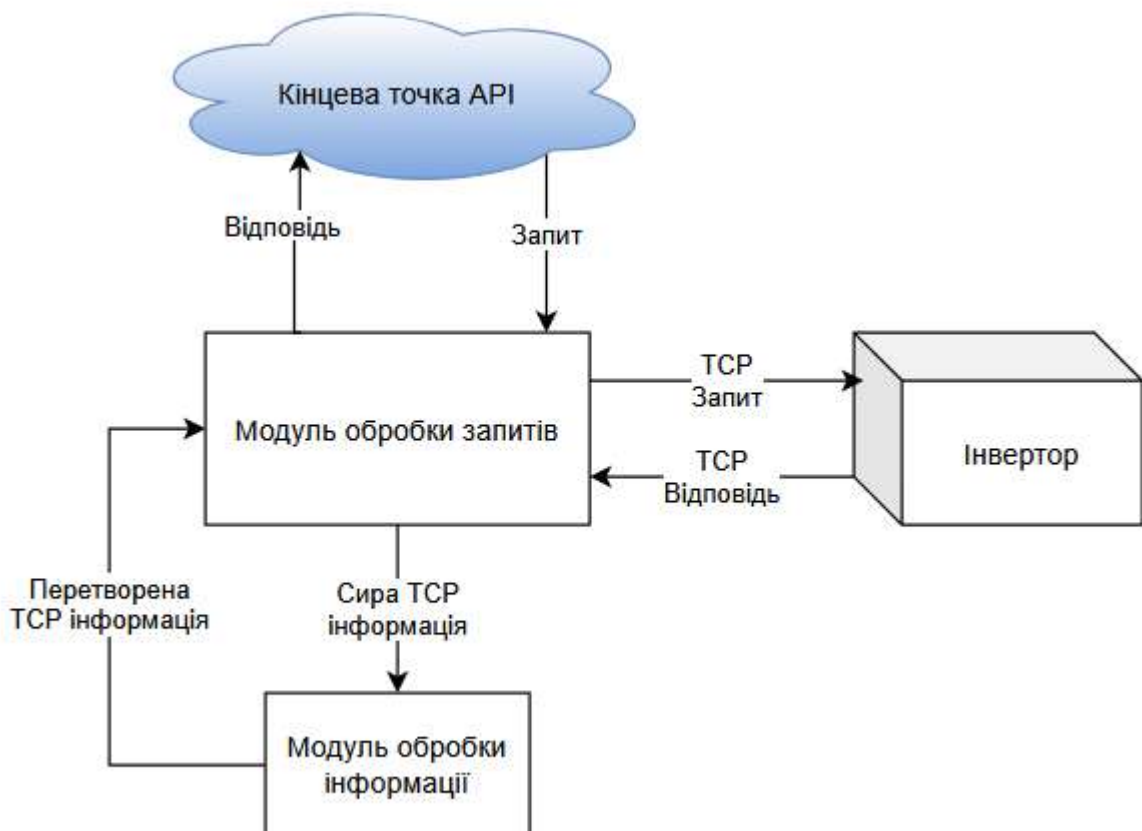 Кінцева точка API
Відповідь
Запит
TCP
Запит
Модуль обробки запитів
Інвертор
TCP
Відповідь
Перетворена
TCP інформація
Сира TCP
інформація
Модуль обробки
інформації